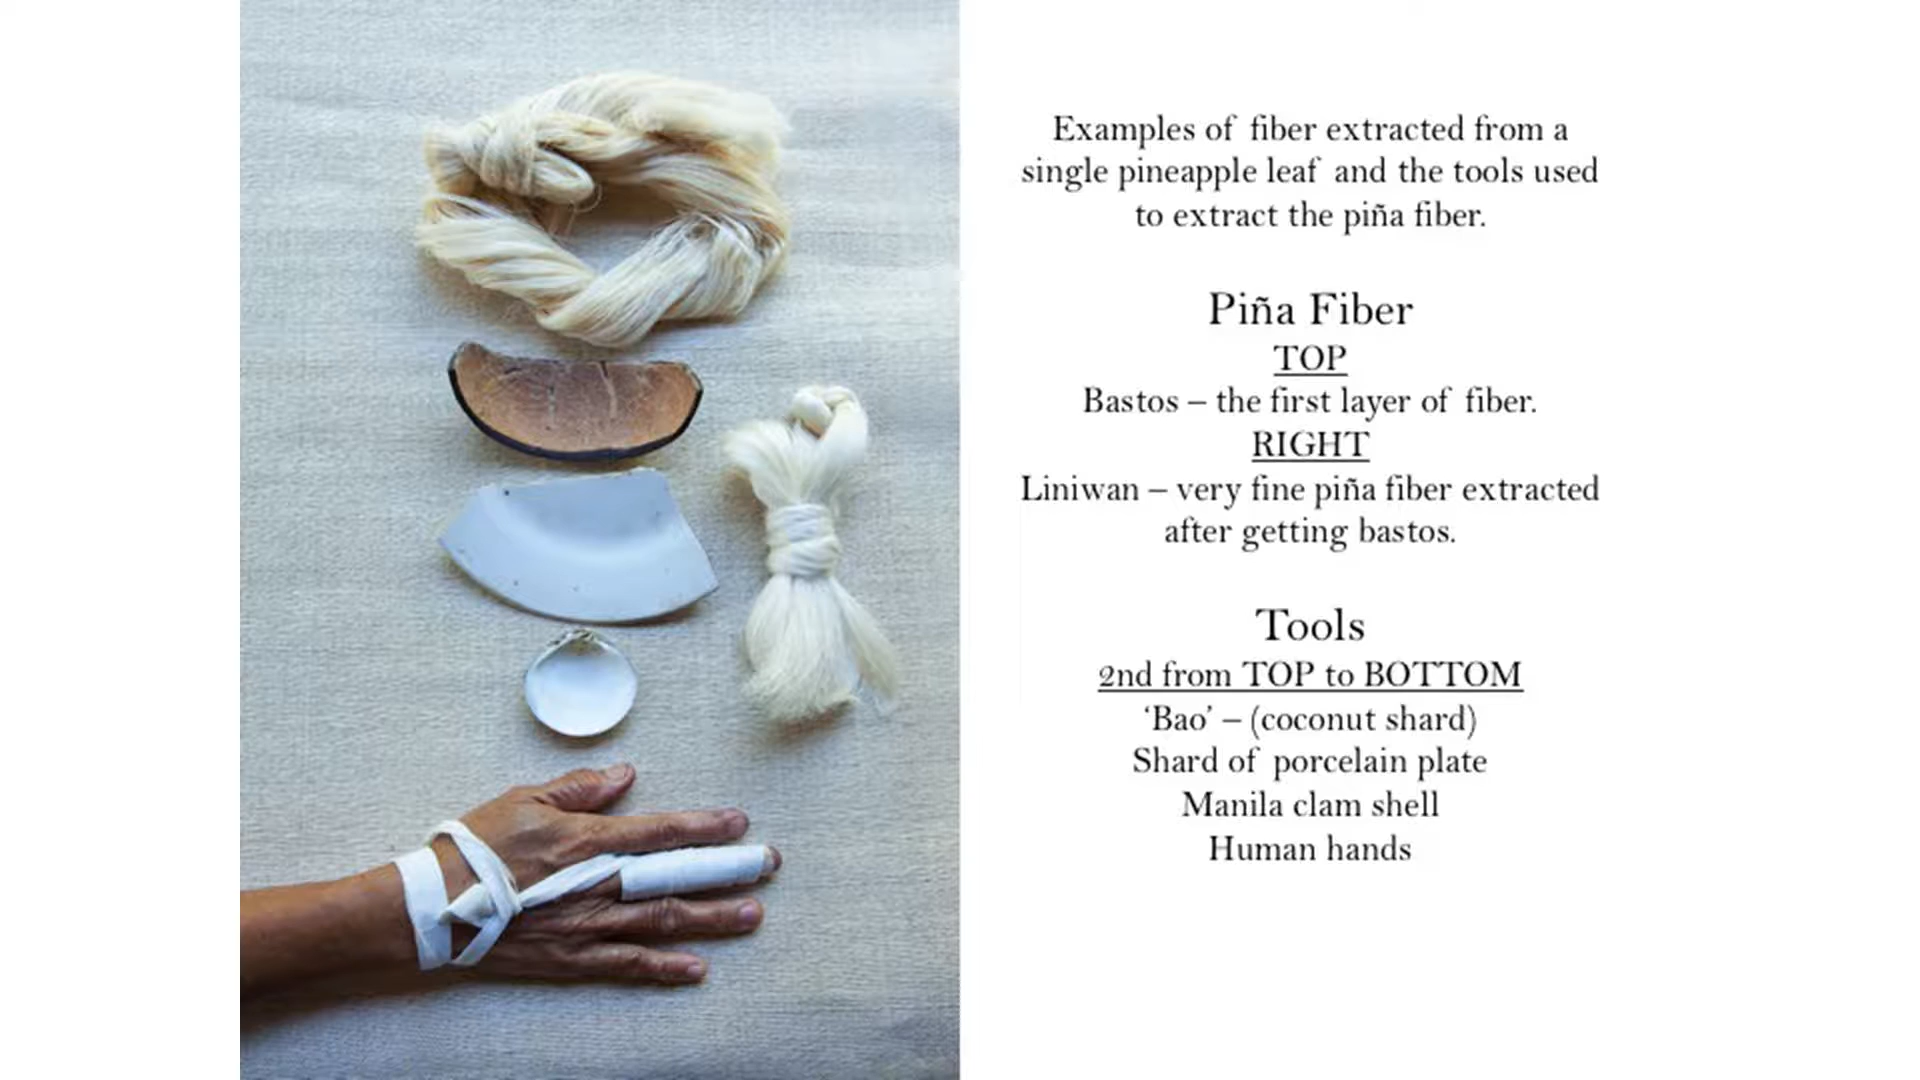 Examples of fiber extracted from a
single pineapple leaf and the tools used
to extract the piña fiber.
Piña Fiber
TOP
Bastos – the first layer of fiber.
RIGHT
Liniwan – very fine piña fiber extracted
after getting bastos.
Tools
2nd from TOP to BOTTOM
‘Bao’ – (coconut shard)
Shard of porcelain plate
Manila clam shell
Human hands